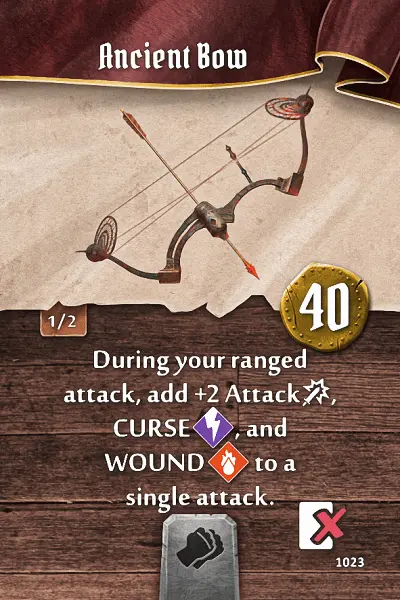 Ancient Bow
40
1/2
During your ranged
attack, add +2 Attack,
CURSE, and
WOUND to a
single attack.
1023